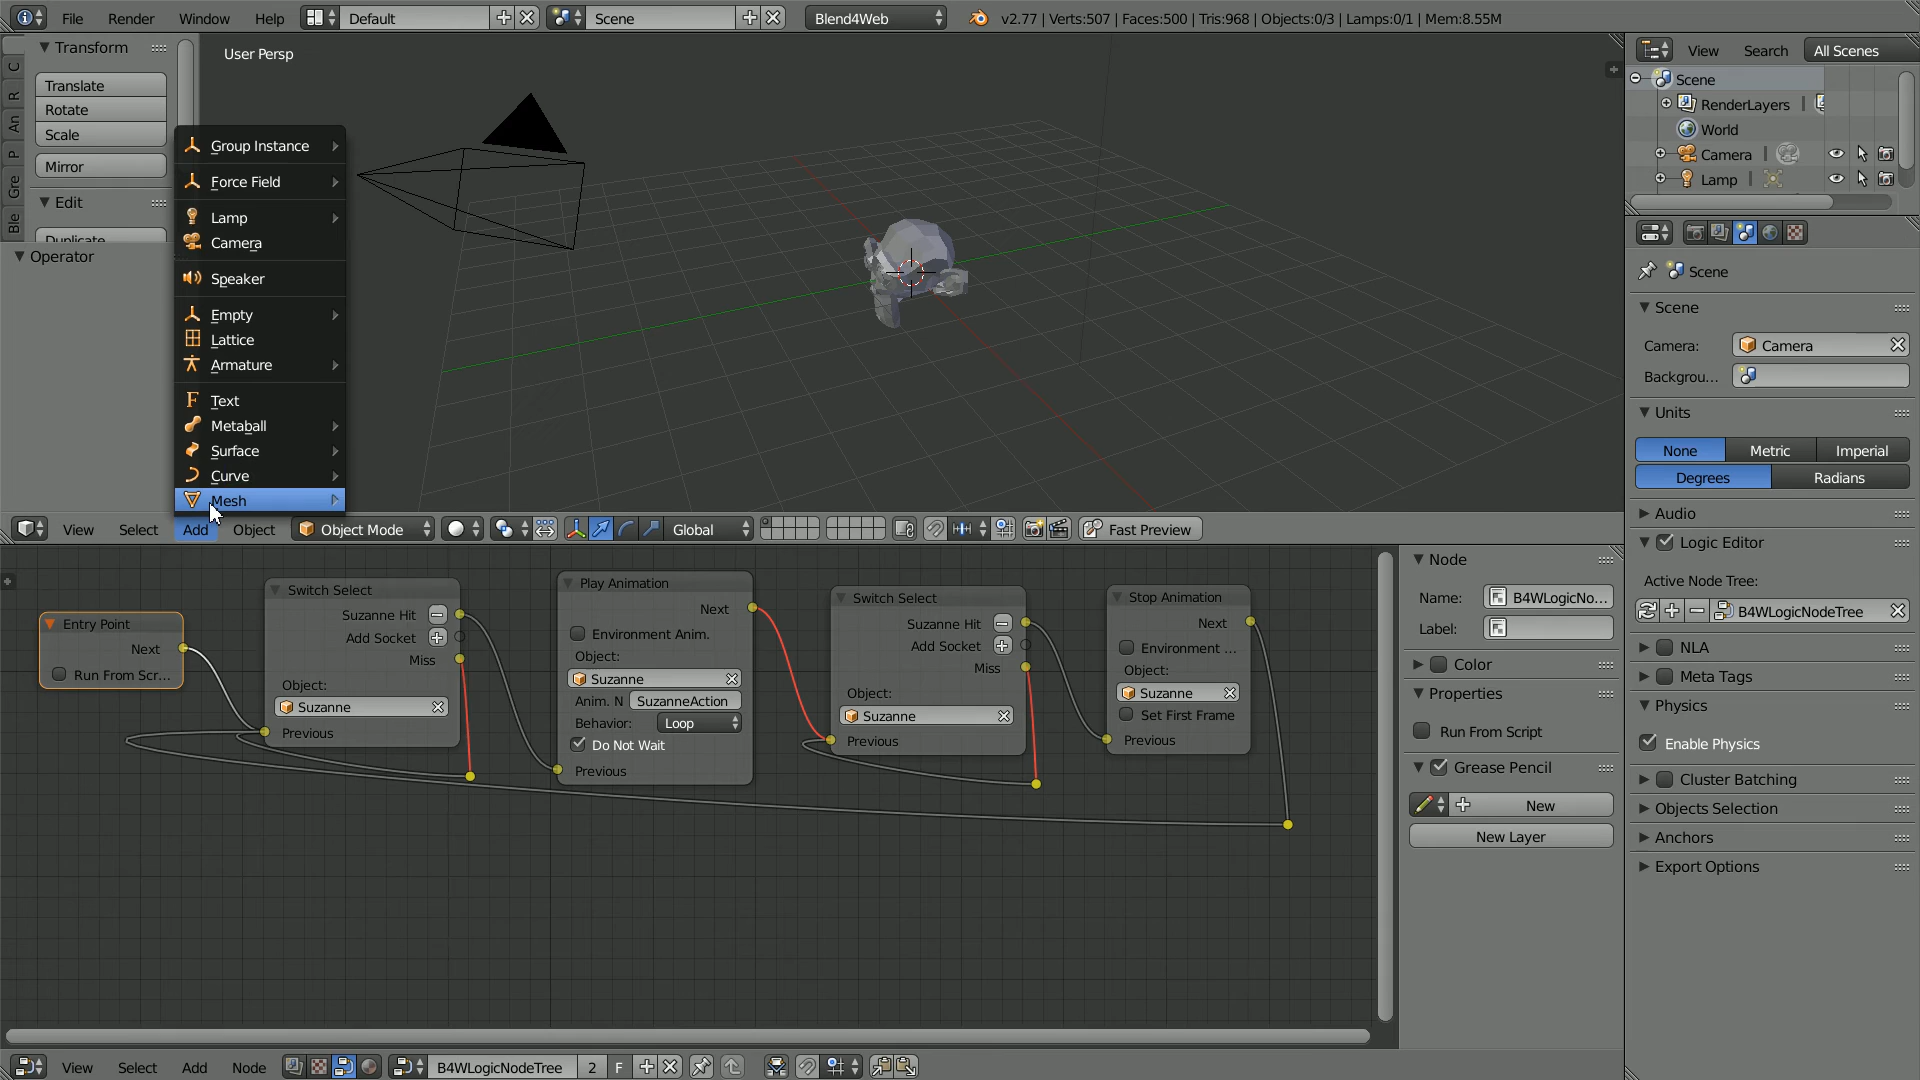 File Render Window Help Default Scene Blend4Web v2.77 | Verts:507 | Faces:500 | Tris:968 | Objects:0/3 | Lamps:0/1 | Mem:8.55M
Transform
Translate
Rotate
Scale
Mirror
Edit
Duplicate
Operator
C
R
An
P
Gre
Ble
User Persp
Group Instance
Force Field
Lamp
Camera
Speaker
Empty
Lattice
Armature
Text
Metaball
Surface
Curve
Mesh
View Select Add Object Object Mode Global Fast Preview
Entry Point
Next
Run From Scr...
Switch Select
Suzanne Hit
Add Socket
Miss
Object:
Suzanne
Previous
Play Animation
Next
Environment Anim.
Object:
Suzanne
Anim. N SuzanneAction
Behavior: Loop
Do Not Wait
Previous
Switch Select
Suzanne Hit
Add Socket
Miss
Object:
Suzanne
Previous
Stop Animation
Next
Environment ...
Object:
Suzanne
Set First Frame
Previous
Node
Name: B4WLogicNo...
Label:
Color
Properties
Run From Script
Grease Pencil
New
New Layer
View Select Add Node B4WLogicNodeTree 2 F
View Search All Scenes
Scene
RenderLayers
World
Camera
Lamp
Scene
Scene
Camera: Camera
Backgrou...
Units
None Metric Imperial
Degrees Radians
Audio
Logic Editor
Active Node Tree:
B4WLogicNodeTree
NLA
Meta Tags
Physics
Enable Physics
Cluster Batching
Objects Selection
Anchors
Export Options